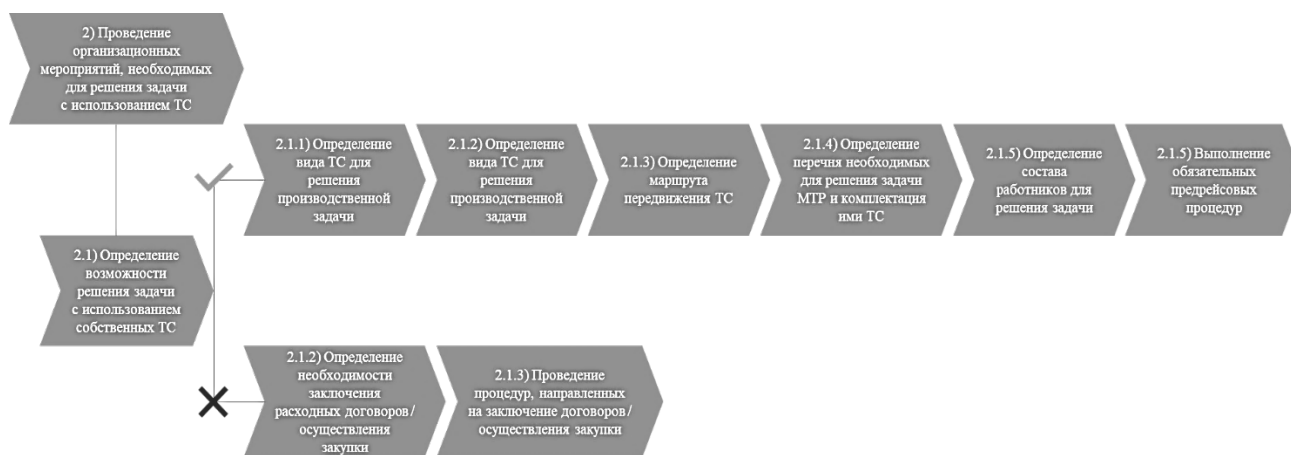 2) Проведение
организационных
мероприятий, необходимых
для решения задачи
с использованием ТС
2.1.1) Определение
вида ТС для
решения
производственной
задачи
2.1.2) Определение
вида ТС для
решения
производственной
задачи
2.1.3) Определение
маршрута
передвижения ТС
2.1.4) Определение
перечня необходимых
для решения задачи
МТР и комплектация
ими ТС
2.1.5) Определение
состава
работников для
решения задачи
2.1.5) Выполнение
обязательных
предрейсовых
процедур
2.1) Определение
возможности
решения задачи
с использованием
собственных ТС
2.1.2) Определение
необходимости
заключения
расходных договоров/
осуществления
закупки
2.1.3) Проведение
процедур, направленных
на заключение договоров/
осуществления закупки